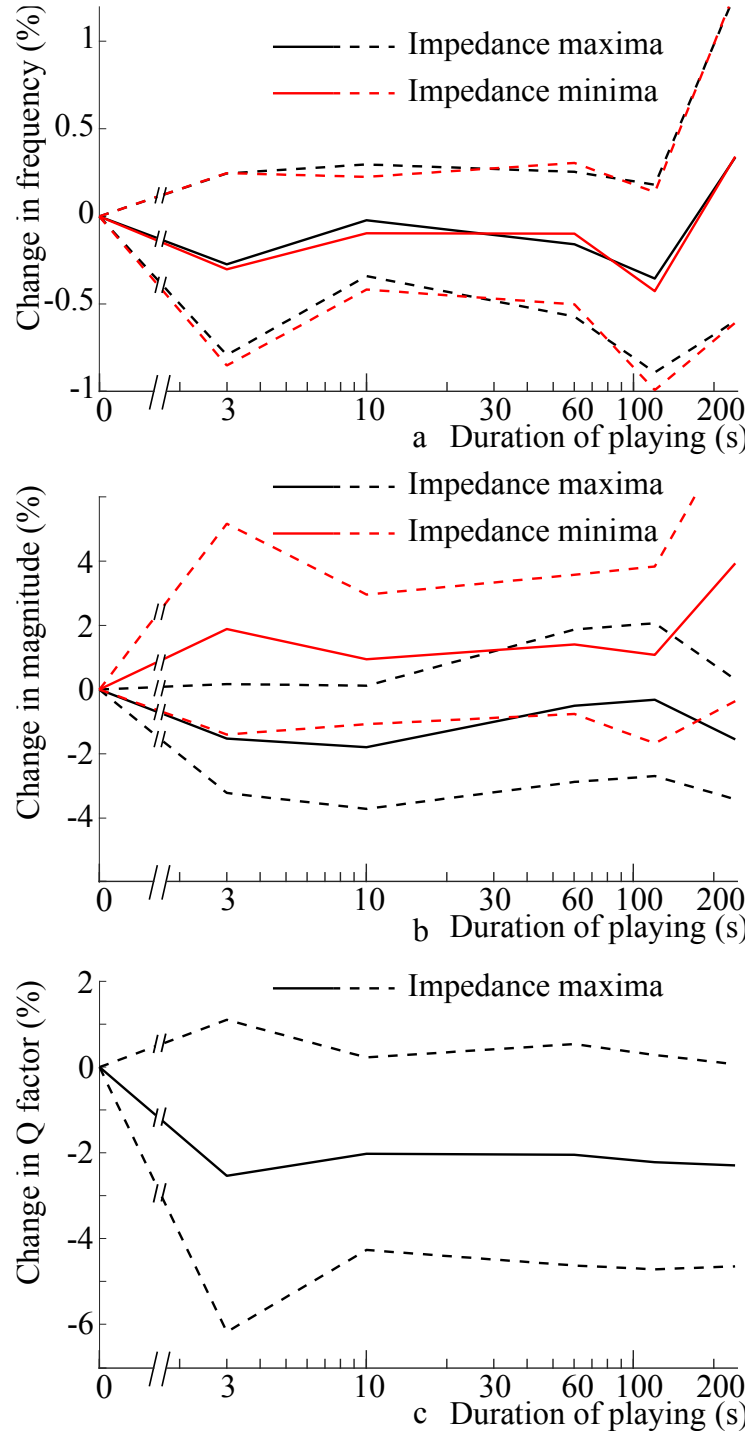 Change in frequency (%)
1
0.5
0
-0.5
-1
Impedance maxima
Impedance minima
0 3 10 30 60 100 200
a Duration of playing (s)
Change in magnitude (%)
4
2
0
-2
-4
Impedance maxima
Impedance minima
0 3 10 30 60 100 200
b Duration of playing (s)
Change in Q factor (%)
2
0
-2
-4
-6
Impedance maxima
0 3 10 30 60 100 200
c Duration of playing (s)